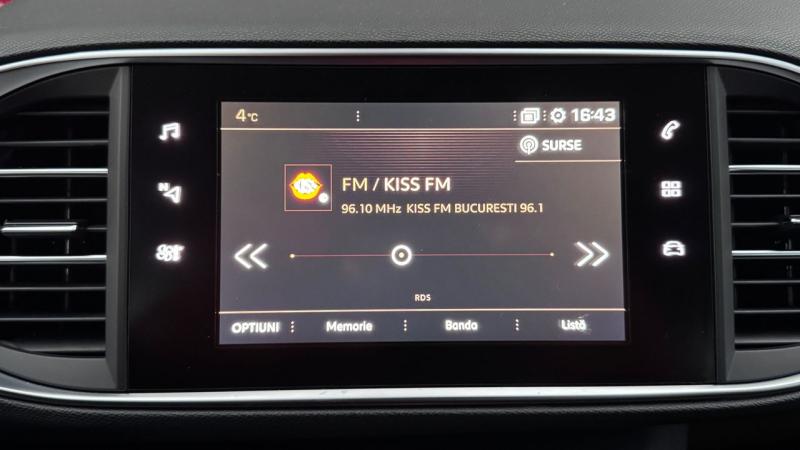 4°C
16:43
SURSE
KISS
FM / KISS FM
96.10 MHz KISS FM BUCURESTI 96.1
RDS
OPTIUNI Memorie Banda Listă
N